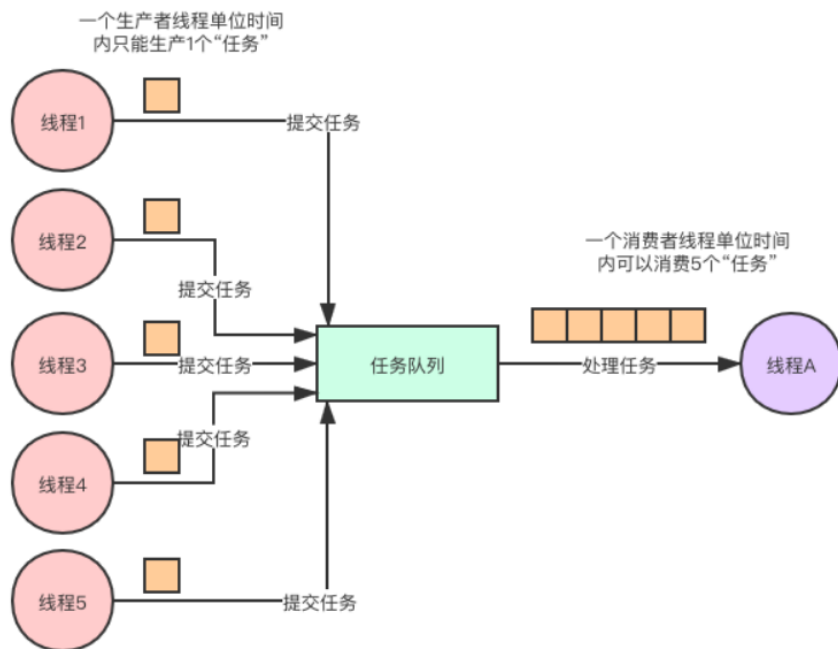 一个生产者线程单位时间
内只能生产1个“任务”
线程1
提交任务
线程2
提交任务
一个消费者线程单位时间
内可以消费5个“任务”
线程3
提交任务
任务队列
处理任务
线程A
线程4
提交任务
线程5
提交任务